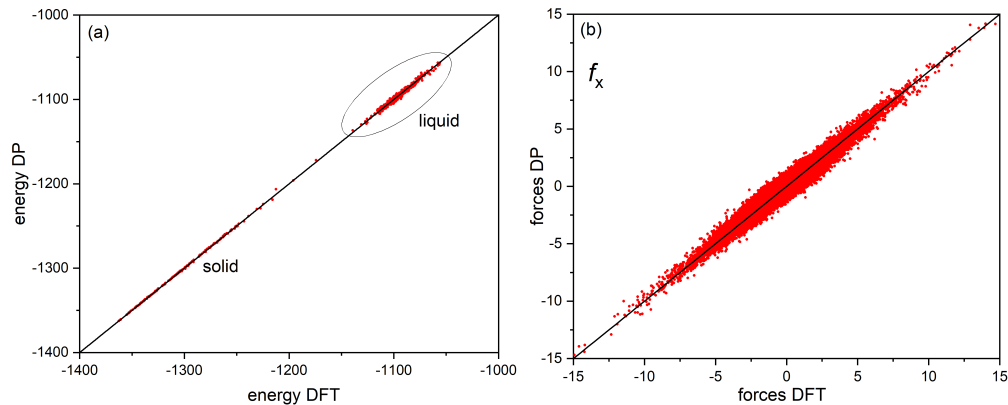 (a)
-1000
-1100
-1200
-1300
-1400
energy DP
liquid
solid
-1400 -1300 -1200 -1100 -1000
energy DFT
(b)
fx
15
10
5
0
-5
-10
-15
forces DP
-15 -10 -5 0 5 10 15
forces DFT